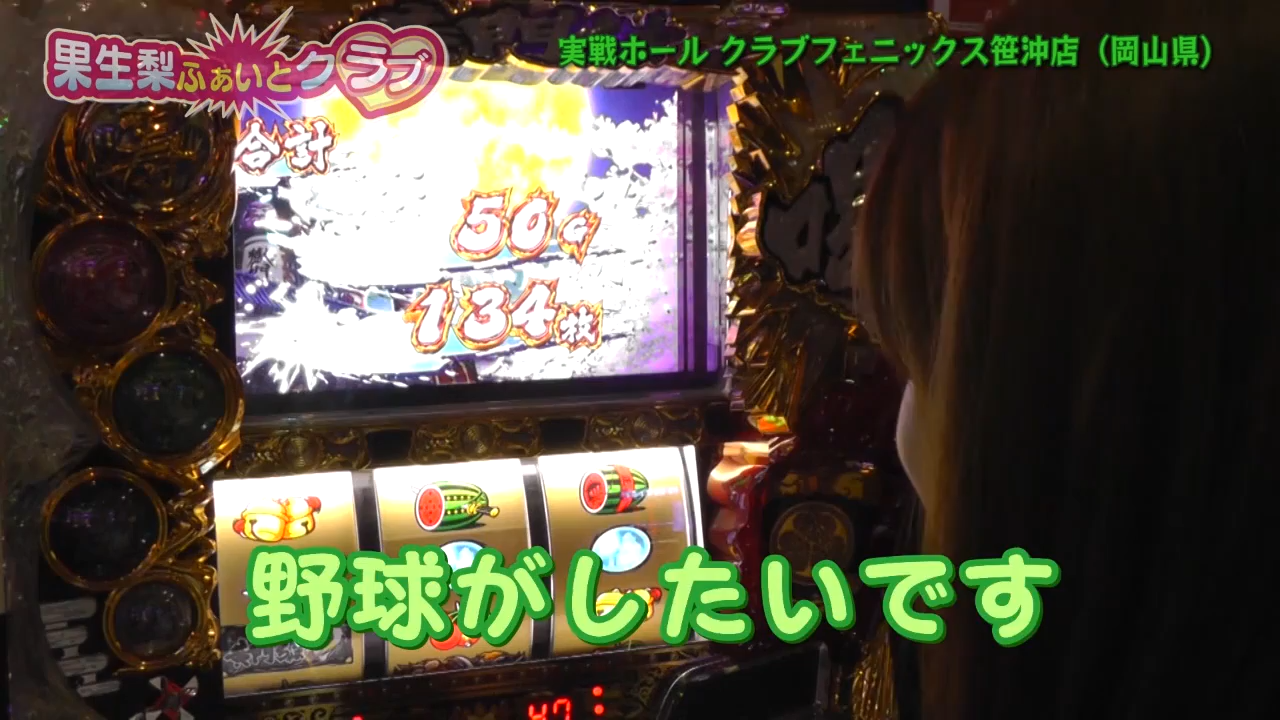 果生梨ふぁいとクラブ
実戦ホール クラブフェニックス笹沖店（岡山県）
合計
50G
134枚
野球がしたいです
47